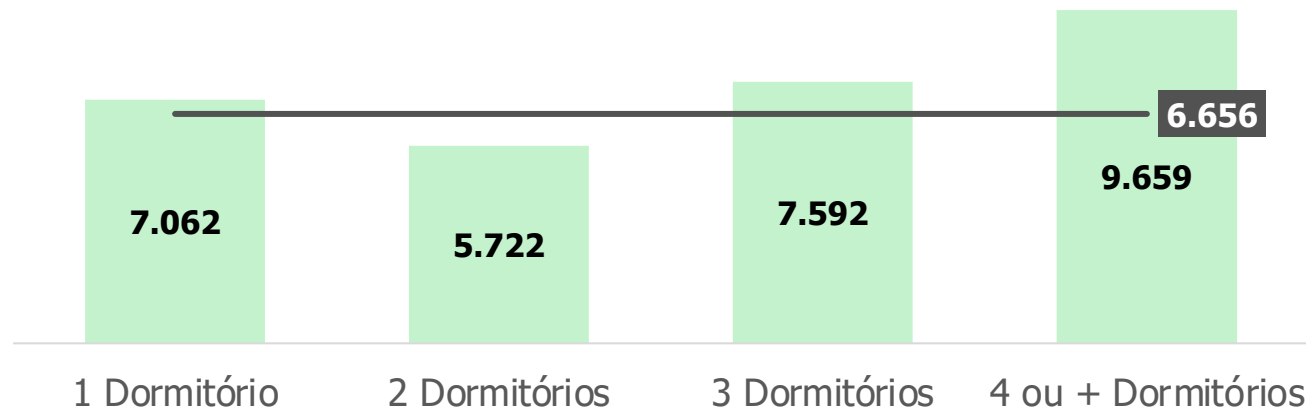 6.656
9.659
7.592
7.062
5.722
1 Dormitório
2 Dormitórios
3 Dormitórios
4 ou + Dormitórios